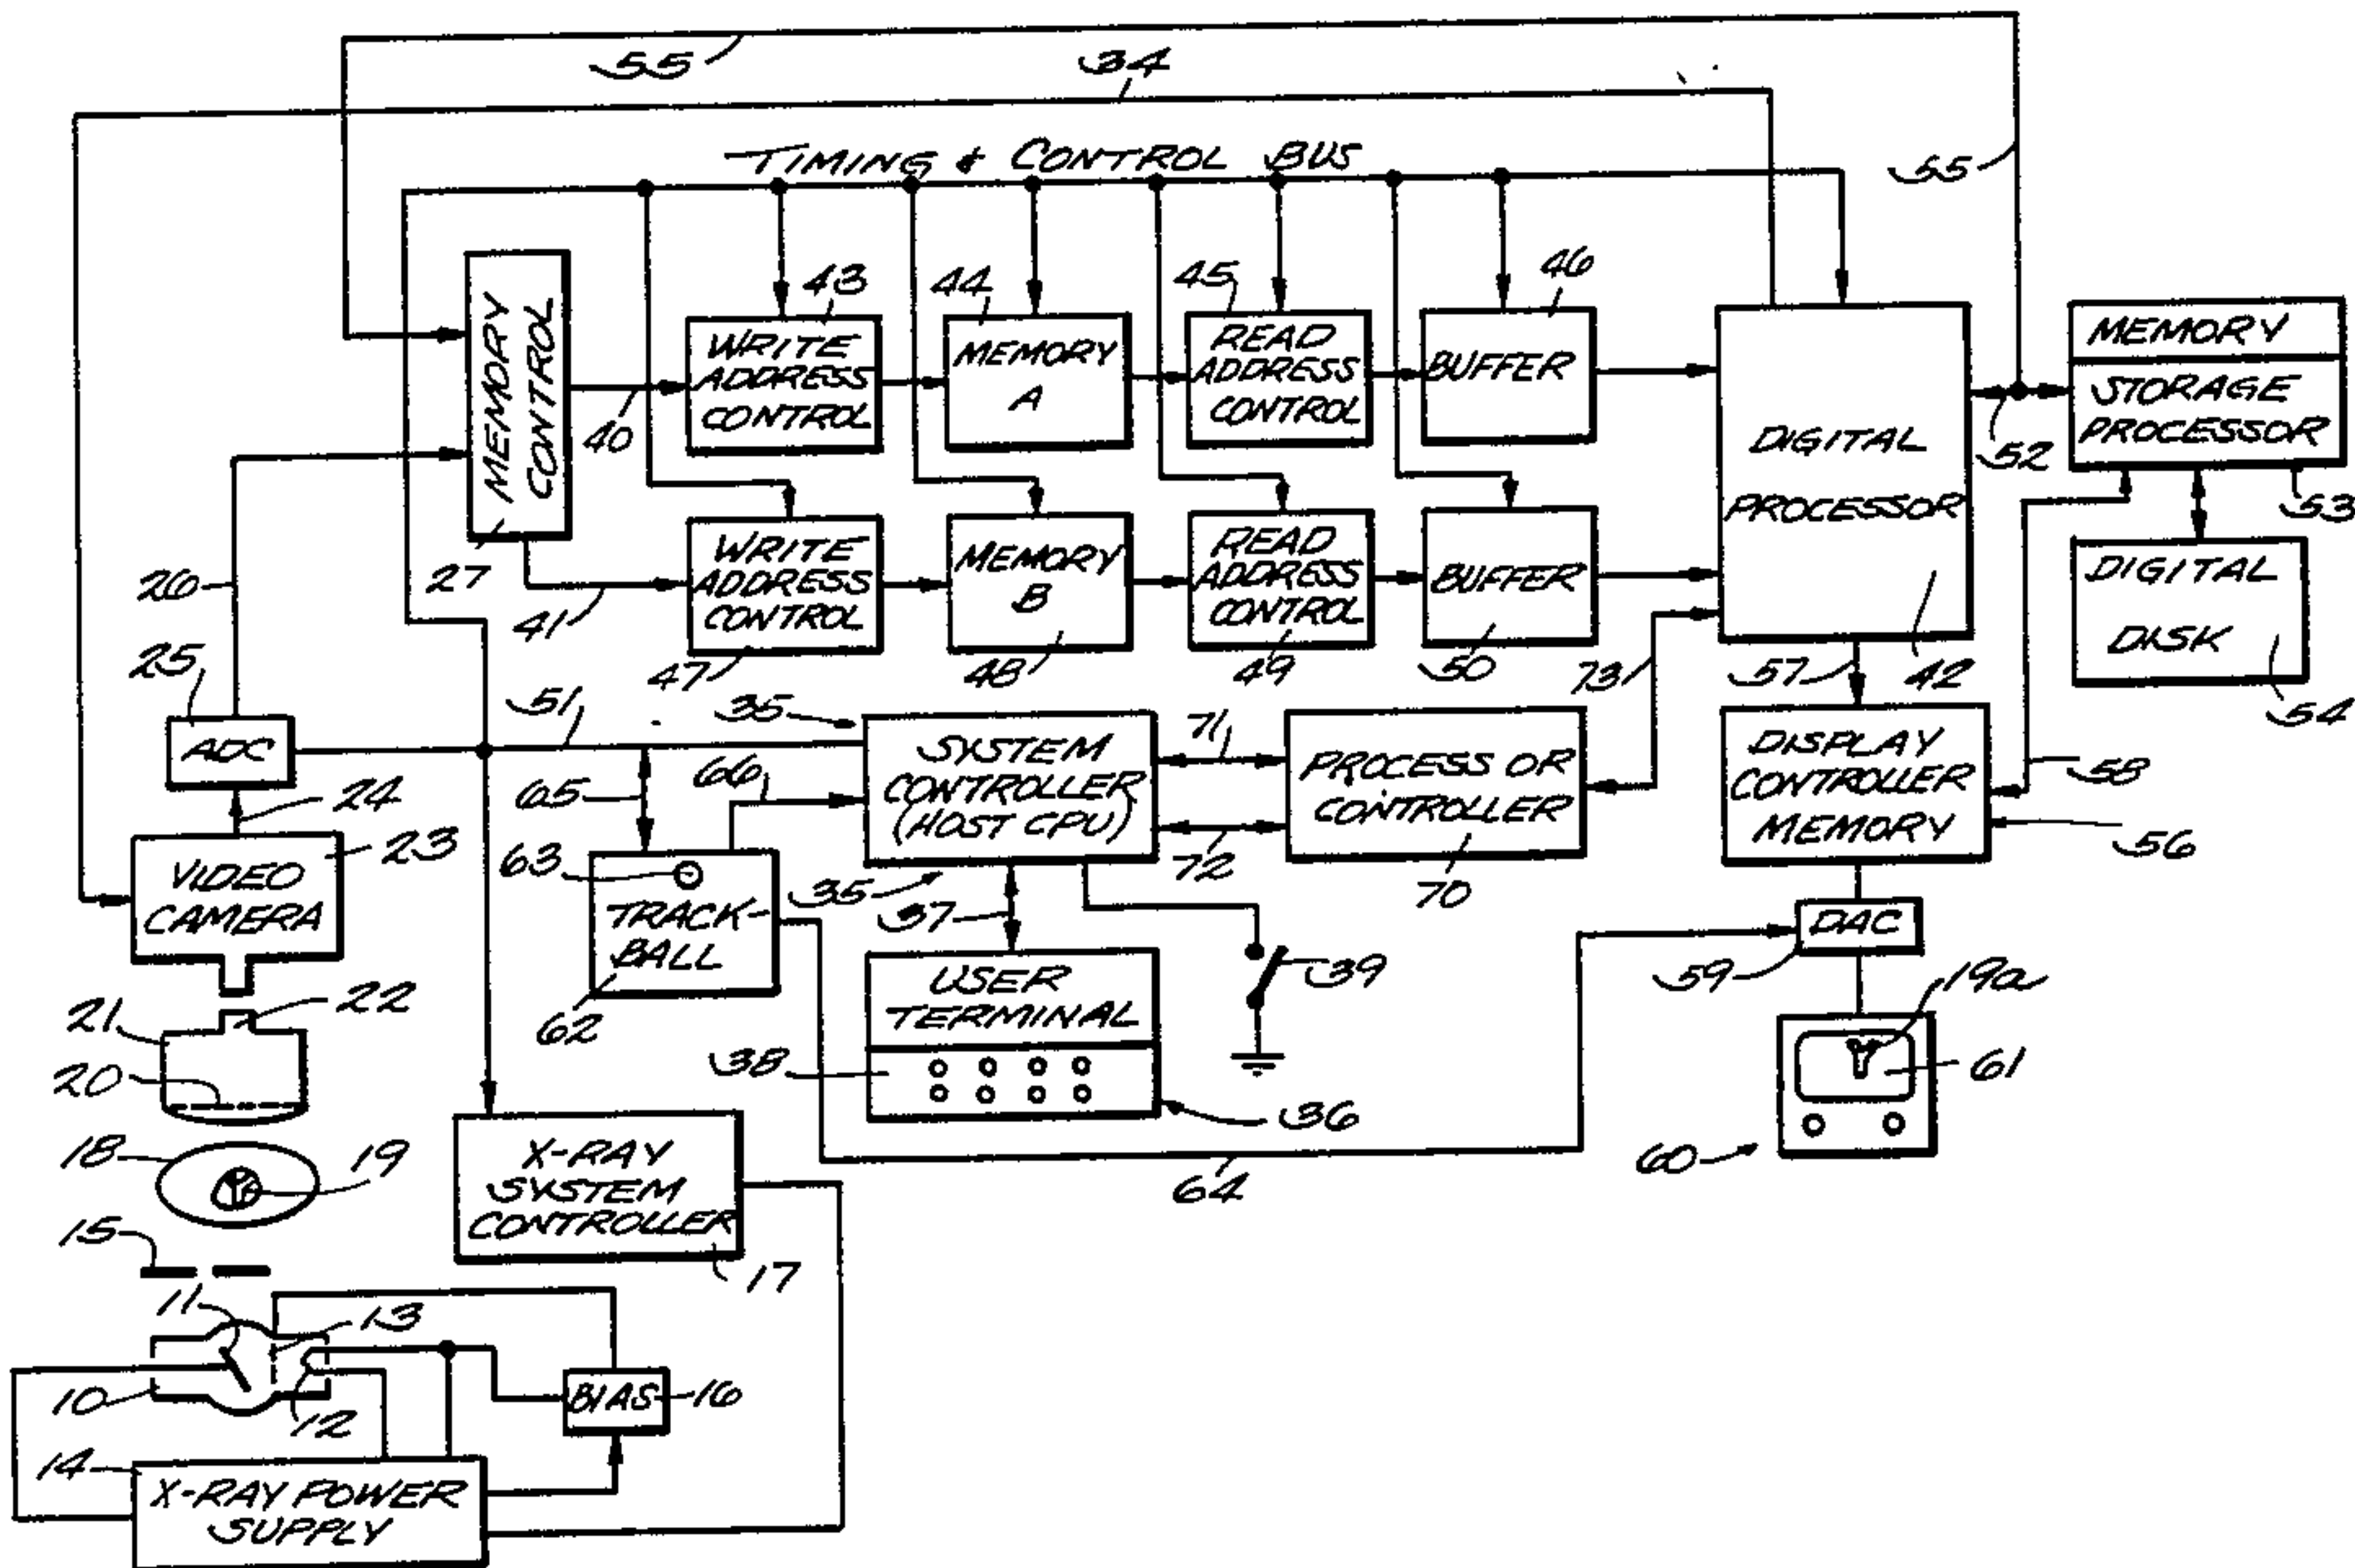 55
34
TIMING & CONTROL BUS
55
MEMORY
CONTROL
27
40
41
43
WRITE
ADDRESS
CONTROL
44
MEMORY
A
45
READ
ADDRESS
CONTROL
46
BUFFER
DIGITAL
PROCESSOR
42
52
MEMORY
STORAGE
PROCESSOR
53
DIGITAL
DISK
54
WRITE
ADDRESS
CONTROL
47
MEMORY
B
48
READ
ADDRESS
CONTROL
49
BUFFER
50
73
57
26
25
ADC
51
35
SYSTEM
CONTROLLER
(HOST CPU)
35
71
72
PROCESSOR
CONTROLLER
70
DISPLAY
CONTROLLER
MEMORY
58
56
24
VIDEO
CAMERA
23
65
66
63
TRACK-
BALL
62
37
39
USER
TERMINAL
38
36
DAC
59
19a
61
60
64
22
21
20
18
19
15
X-RAY
SYSTEM
CONTROLLER
17
11
13
10
12
BIAS
16
14
X-RAY POWER
SUPPLY